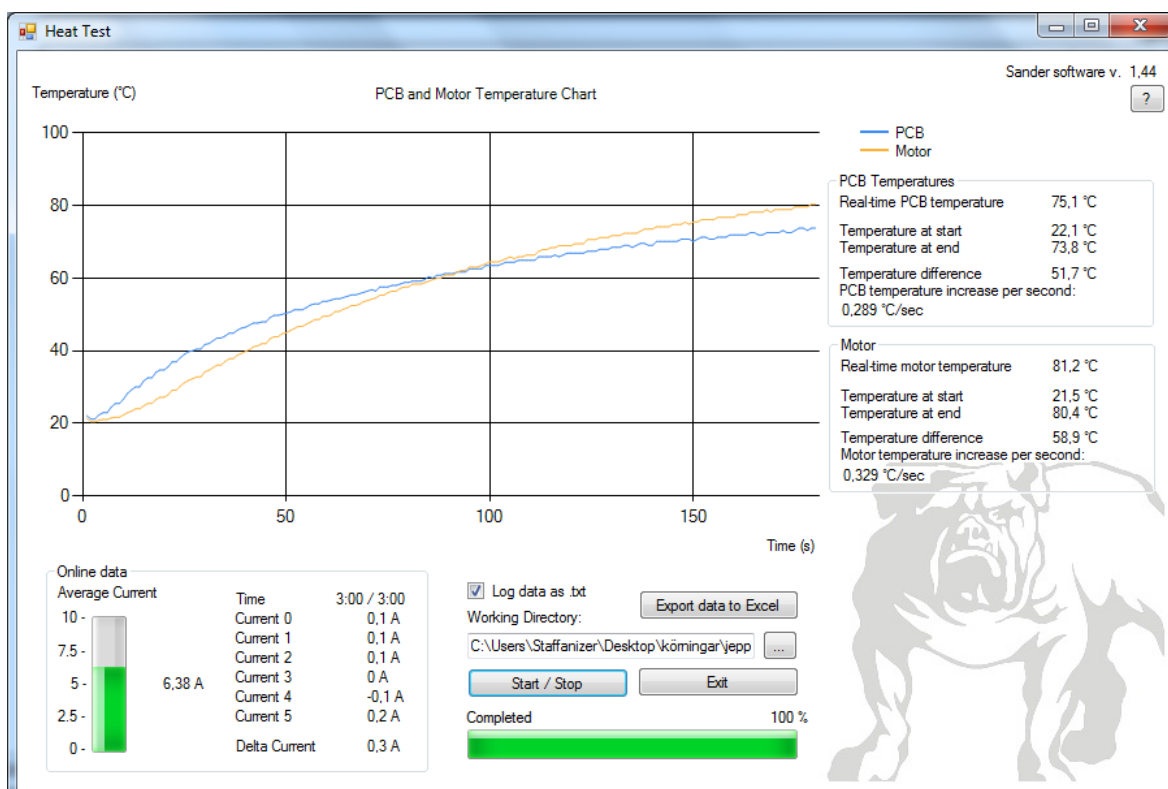 Heat Test
Sander software v. 1,44
?
Temperature (°C)
PCB and Motor Temperature Chart
100
80
60
40
20
0
0 50 100 150
Time (s)
PCB
Motor
PCB Temperatures
Real-time PCB temperature 75,1 °C
Temperature at start 22,1 °C
Temperature at end 73,8 °C
Temperature difference 51,7 °C
PCB temperature increase per second:
0,289 °C/sec
Motor
Real-time motor temperature 81,2 °C
Temperature at start 21,5 °C
Temperature at end 80,4 °C
Temperature difference 58,9 °C
Motor temperature increase per second:
0,329 °C/sec
Online data
Average Current
10 -
7.5 -
5 -
2.5 -
0 -
6,38 A
Time 3:00 / 3:00
Current 0 0,1 A
Current 1 0,1 A
Current 2 0,1 A
Current 3 0 A
Current 4 -0,1 A
Current 5 0,2 A
Delta Current 0,3 A
Log data as .txt
Export data to Excel
Working Directory:
C:\Users\Staffanizer\Desktop\körningar\jepp
...
Start / Stop
Exit
Completed 100 %